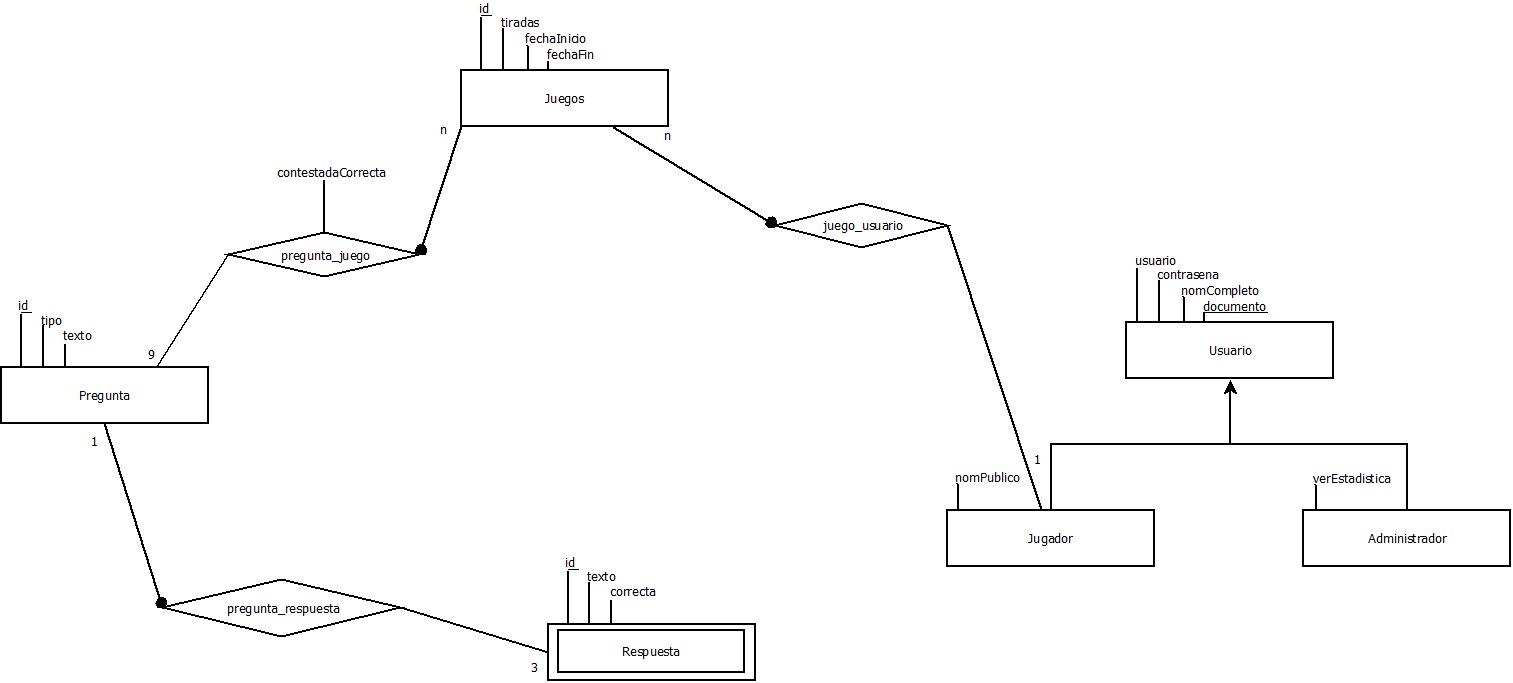 id
tiradas
fechaInicio
fechaFin
Juegos
n
n
contestadaCorrecta
pregunta_juego
juego_usuario
usuario
contrasena
nomCompleto
documento
Usuario
id
tipo
texto
9
Pregunta
1
1
nomPublico
Jugador
verEstadistica
Administrador
id
texto
correcta
pregunta_respuesta
Respuesta
3